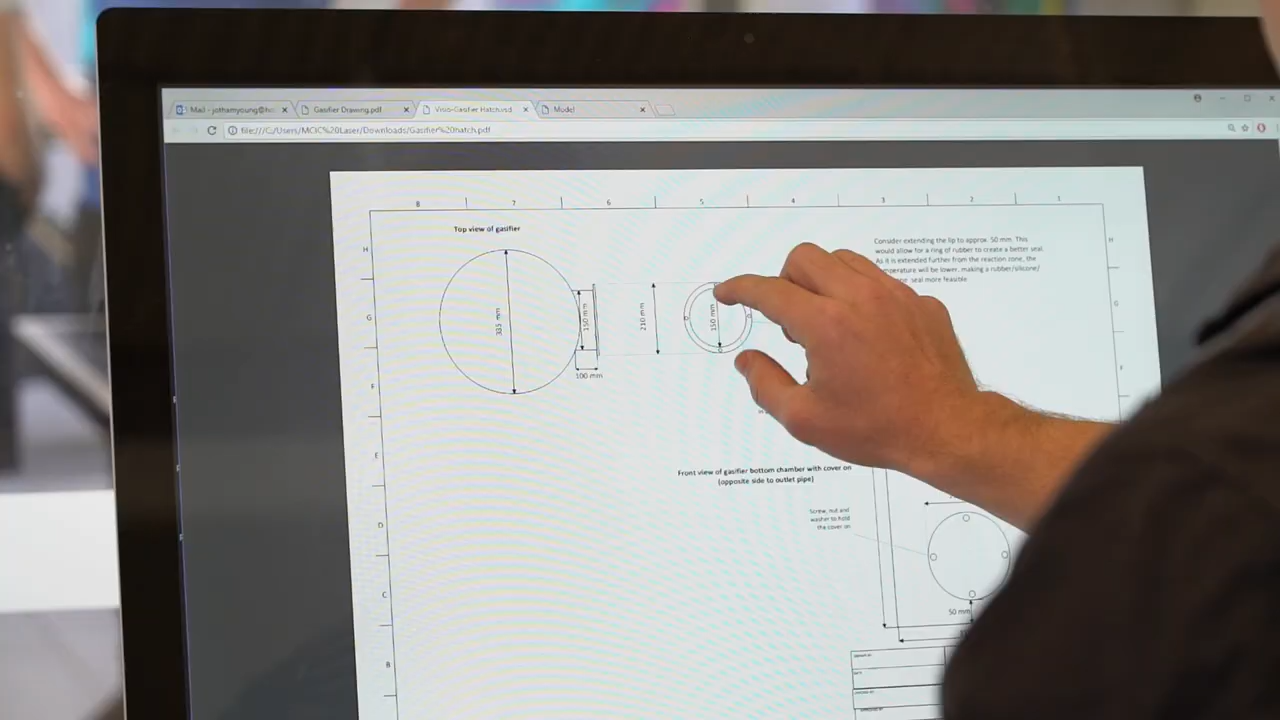 Mail - jothamyoung@ho
Gasifier Drawing.pdf
Visio-Gasifier Hatch.vsd
Model
file:///C:/Users/MCIC%20Laser/Downloads/Gasifier%20hatch.pdf
8 7 6 5 4 3 2 1
Top view of gasifier
Consider extending the lip to approx. 50 mm. This
would allow for a ring of rubber to create a better seal.
As it is extended further from the reaction zone, the
temperature will be lower, making a rubber/silicone/
seal more feasible
H
H
G
G
335 mm
150 mm
210 mm
150 mm
100 mm
F
F
E
Front view of gasifier bottom chamber with cover on
(opposite side to outlet pipe)
Screw, nut and
washer to hold
the cover on
D
C
50 mm
B